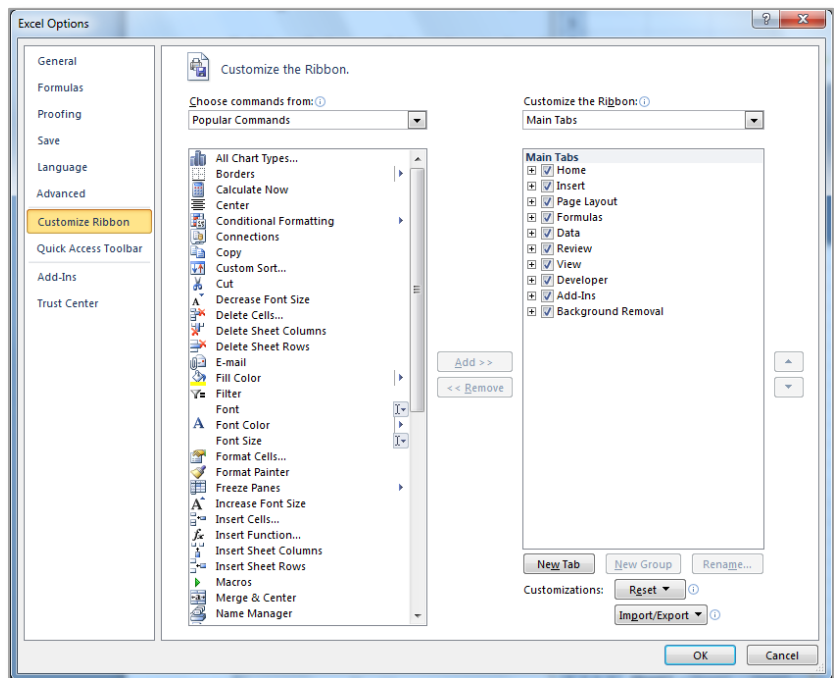 Excel Options
General
Formulas
Proofing
Save
Language
Advanced
Customize Ribbon
Quick Access Toolbar
Add-Ins
Trust Center
Customize the Ribbon.
Choose commands from:
Popular Commands
All Chart Types...
Borders
Calculate Now
Center
Conditional Formatting
Connections
Copy
Custom Sort...
Cut
Decrease Font Size
Delete Cells...
Delete Sheet Columns
Delete Sheet Rows
E-mail
Fill Color
Filter
Font
Font Color
Font Size
Format Cells...
Format Painter
Freeze Panes
Increase Font Size
Insert Cells...
Insert Function...
Insert Sheet Columns
Insert Sheet Rows
Macros
Merge & Center
Name Manager
Add >>
<< Remove
Customize the Ribbon:
Main Tabs
Main Tabs
Home
Insert
Page Layout
Formulas
Data
Review
View
Developer
Add-Ins
Background Removal
New Tab
New Group
Rename...
Customizations:
Reset
Import/Export
OK
Cancel